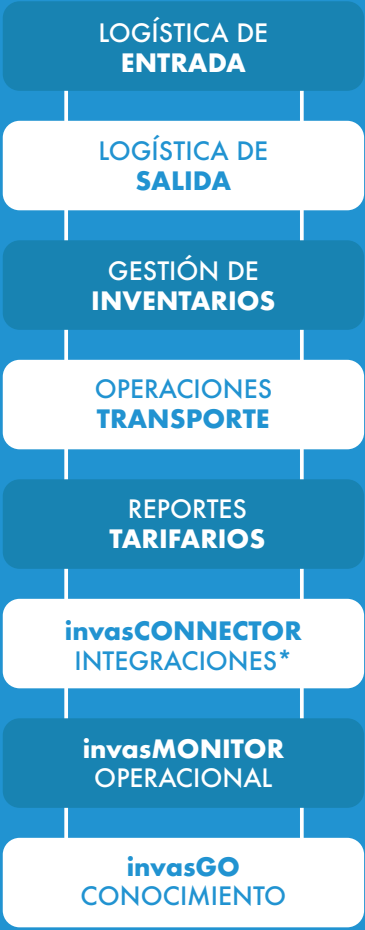 LOGÍSTICA DE
ENTRADA
LOGÍSTICA DE
SALIDA
GESTIÓN DE
INVENTARIOS
OPERACIONES
TRANSPORTE
REPORTES
TARIFARIOS
invasCONNECTOR
INTEGRACIONES*
invasMONITOR
OPERACIONAL
invasGO
CONOCIMIENTO